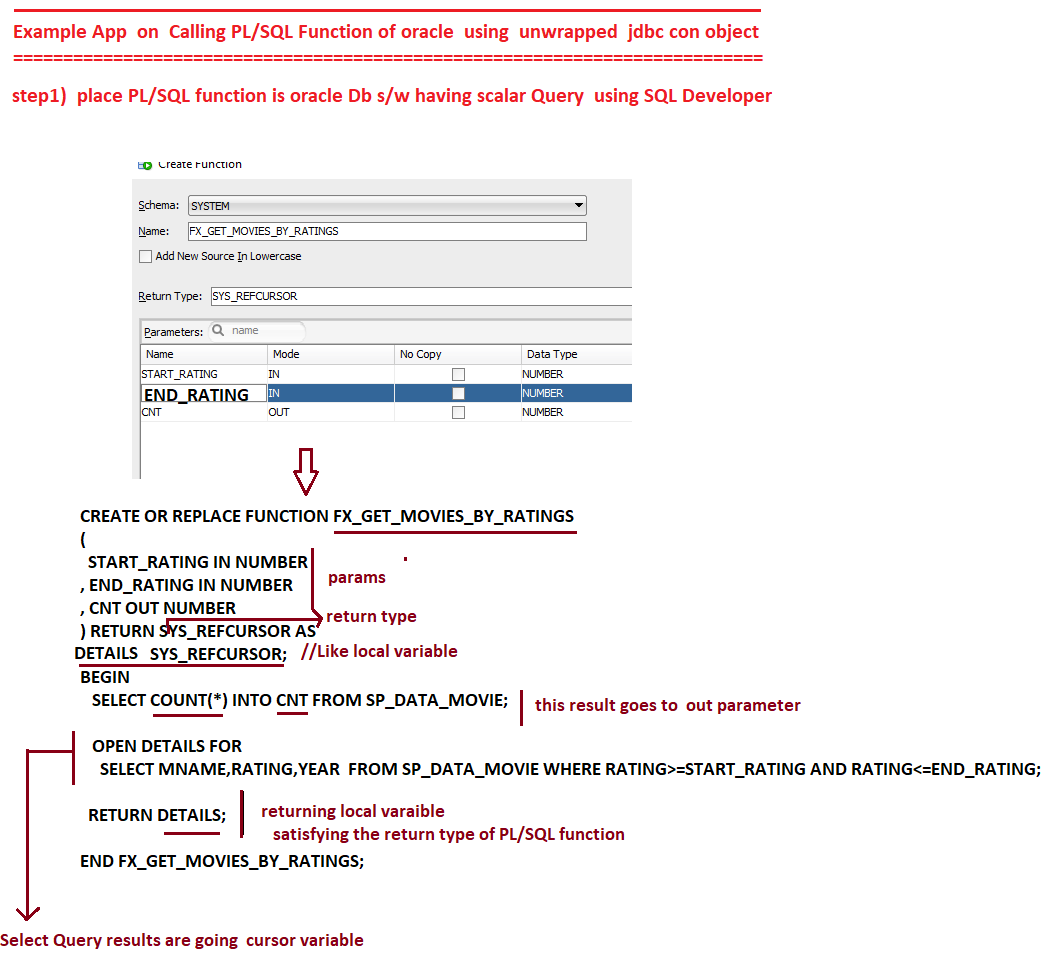 Example App on Calling PL/SQL Function of oracle using unwrapped jdbc con object
==========================================================================
step1) place PL/SQL function is oracle Db s/w having scalar Query using SQL Developer
Create Function
Schema: SYSTEM
Name: FX_GET_MOVIES_BY_RATINGS
Add New Source In Lowercase
Return Type: SYS_REFCURSOR
Parameters: name
Name Mode No Copy Data Type
START_RATING IN NUMBER
END_RATING IN NUMBER
CNT OUT NUMBER
CREATE OR REPLACE FUNCTION FX_GET_MOVIES_BY_RATINGS
(
START_RATING IN NUMBER
params
, END_RATING IN NUMBER
, CNT OUT NUMBER
return type
) RETURN SYS_REFCURSOR AS
DETAILS SYS_REFCURSOR; //Like local variable
BEGIN
SELECT COUNT(*) INTO CNT FROM SP_DATA_MOVIE; this result goes to out parameter
OPEN DETAILS FOR
SELECT MNAME,RATING,YEAR FROM SP_DATA_MOVIE WHERE RATING>=START_RATING AND RATING<=END_RATING;
RETURN DETAILS; returning local varaible
satisfying the return type of PL/SQL function
END FX_GET_MOVIES_BY_RATINGS;
Select Query results are going cursor variable